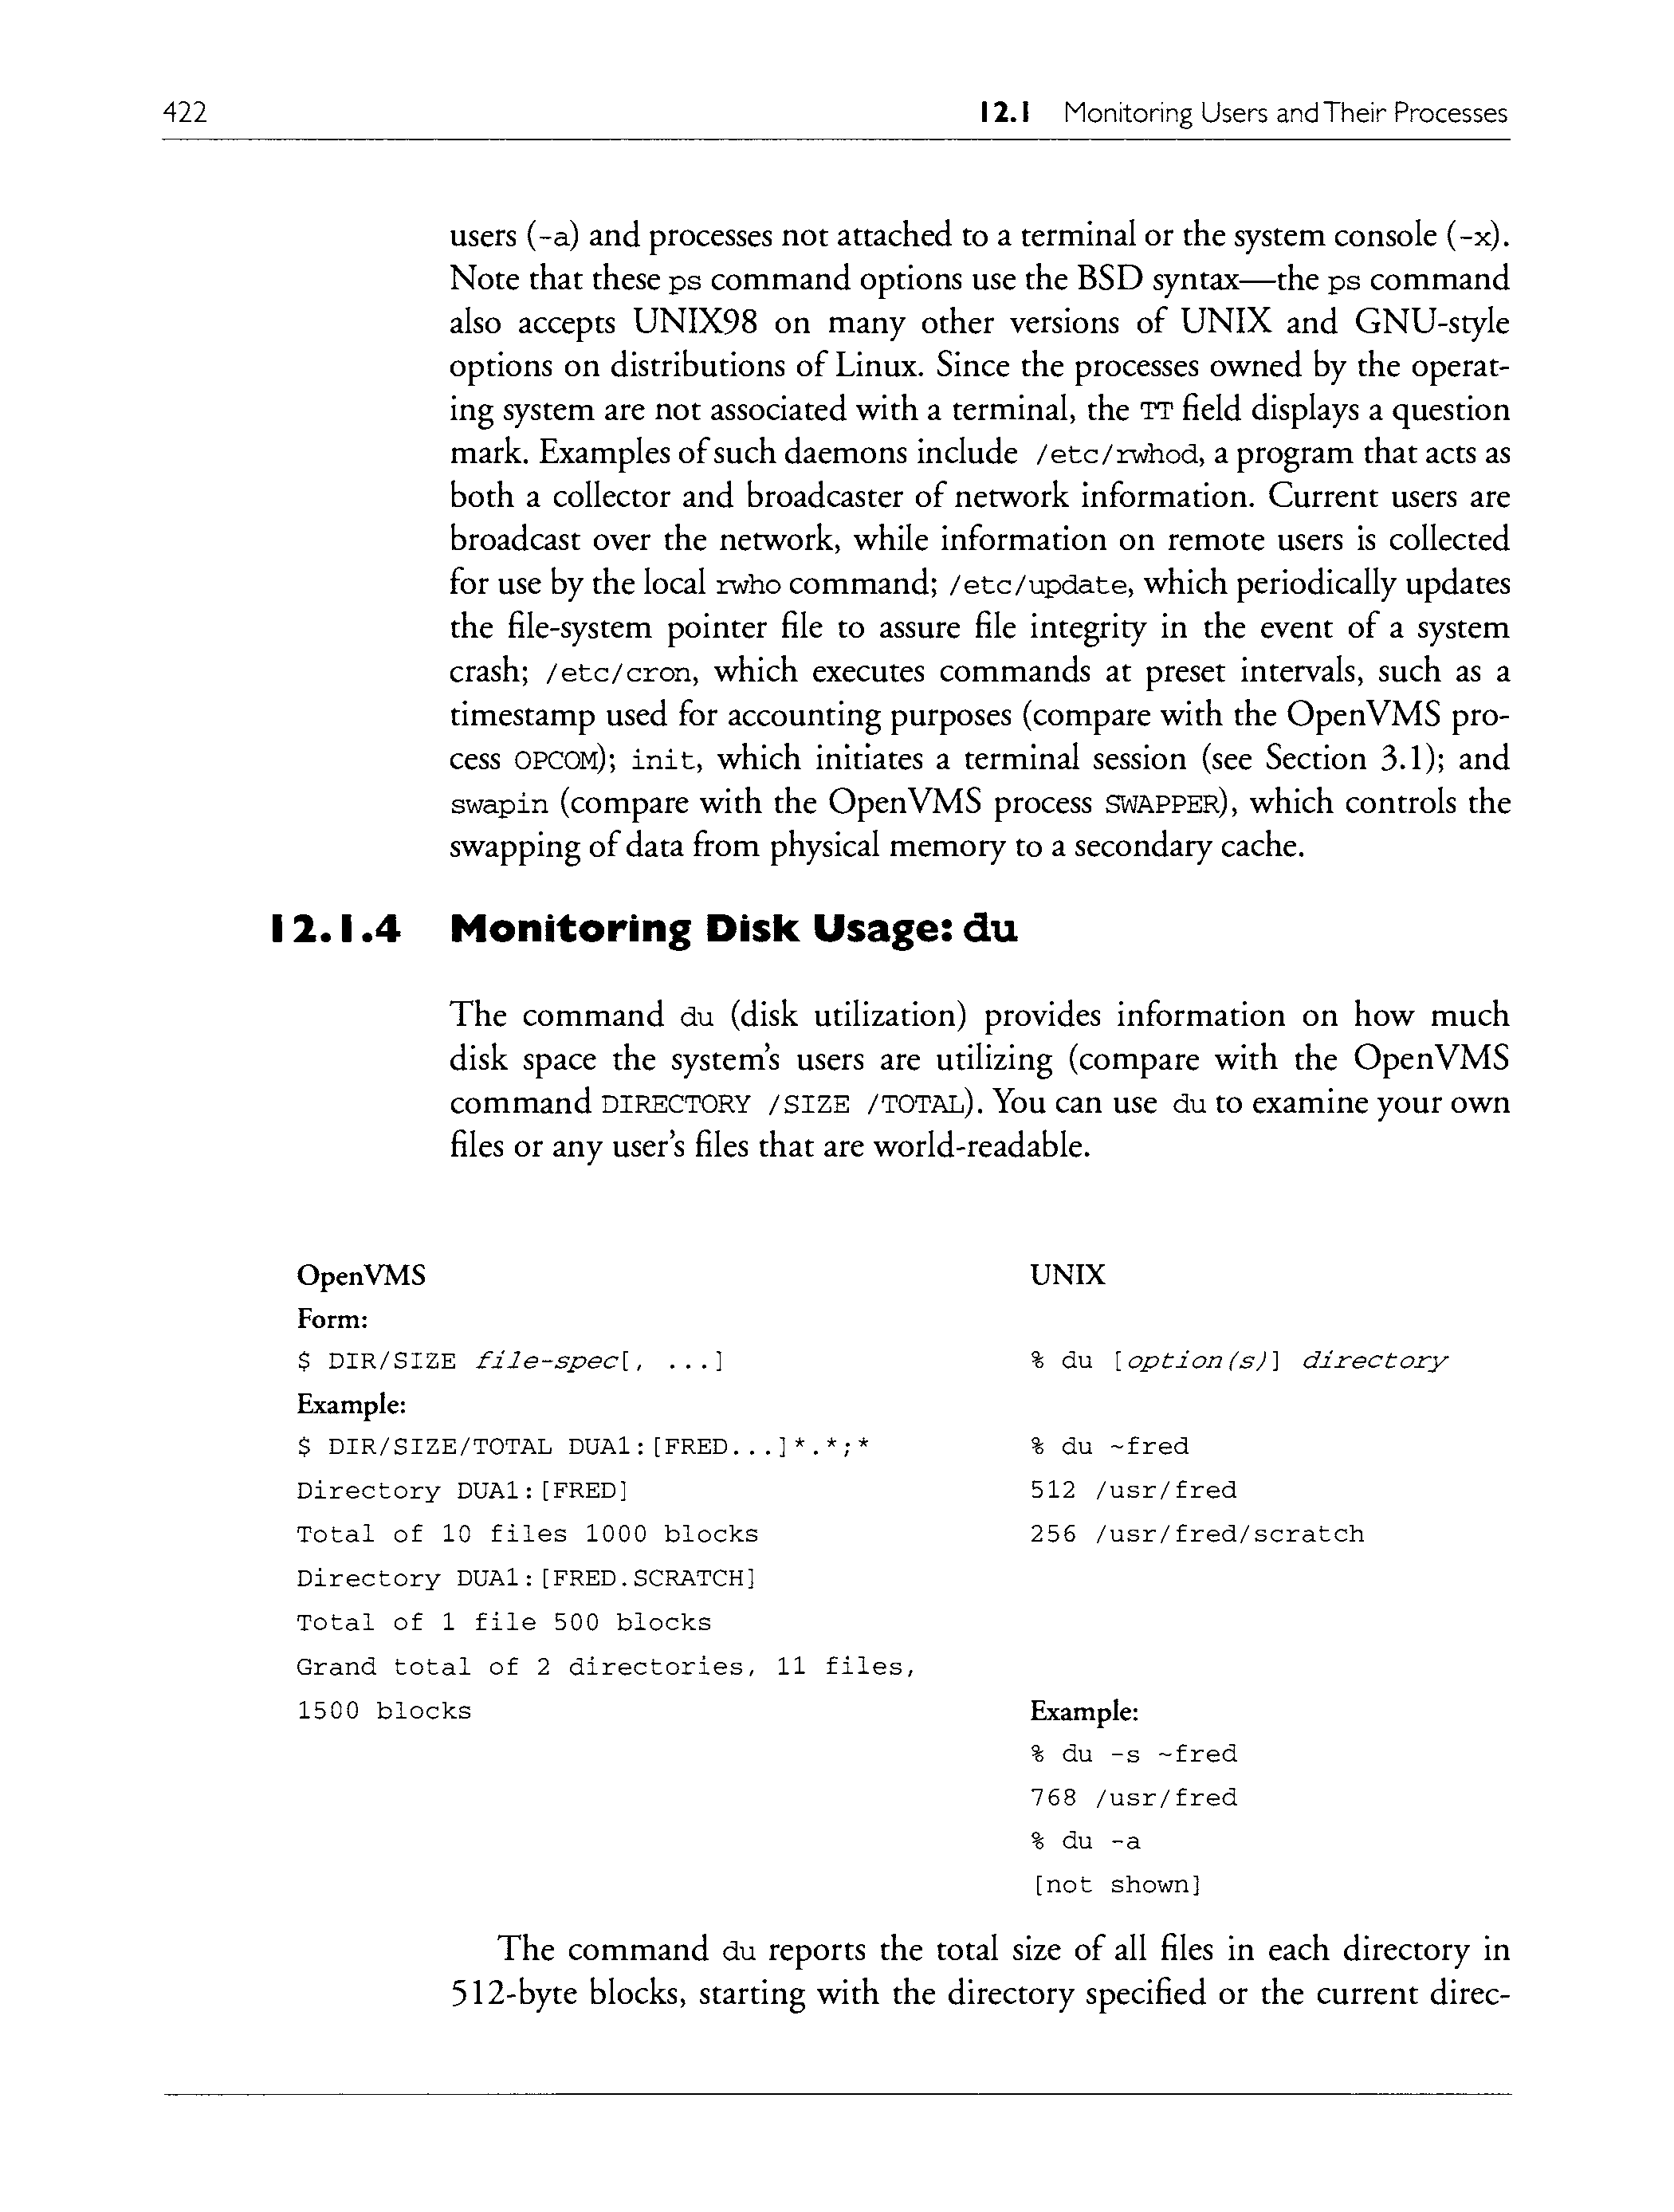 422
12.1 Monitoring Users and Their Processes
users (-a) and processes not attached to a terminal or the system console (-x).
Note that these ps command options use the BSD syntax—the ps command
also accepts UNIX98 on many other versions of UNIX and GNU-style
options on distributions of Linux. Since the processes owned by the operat-
ing system are not associated with a terminal, the TT field displays a question
mark. Examples of such daemons include /etc/rwhod, a program that acts as
both a collector and broadcaster of network information. Current users are
broadcast over the network, while information on remote users is collected
for use by the local rwho command; /etc/update, which periodically updates
the file-system pointer file to assure file integrity in the event of a system
crash; /etc/cron, which executes commands at preset intervals, such as a
timestamp used for accounting purposes (compare with the OpenVMS pro-
cess OPCOM); init, which initiates a terminal session (see Section 3.1); and
swapin (compare with the OpenVMS process SWAPPER), which controls the
swapping of data from physical memory to a secondary cache.
12.1.4 Monitoring Disk Usage: du
The command du (disk utilization) provides information on how much
disk space the system's users are utilizing (compare with the OpenVMS
command DIRECTORY /SIZE /TOTAL). You can use du to examine your own
files or any user's files that are world-readable.
OpenVMS
UNIX
Form:
$ DIR/SIZE file-spec[, ...]
% du [option(s)] directory
Example:
$ DIR/SIZE/TOTAL DUA1:[FRED...]*.*;*
% du ~fred
Directory DUA1:[FRED]
512 /usr/fred
Total of 10 files 1000 blocks
256 /usr/fred/scratch
Directory DUA1:[FRED.SCRATCH]
Total of 1 file 500 blocks
Grand total of 2 directories, 11 files,
1500 blocks
Example:
% du -s ~fred
768 /usr/fred
% du -a
[not shown]
The command du reports the total size of all files in each directory in
512-byte blocks, starting with the directory specified or the current direc-